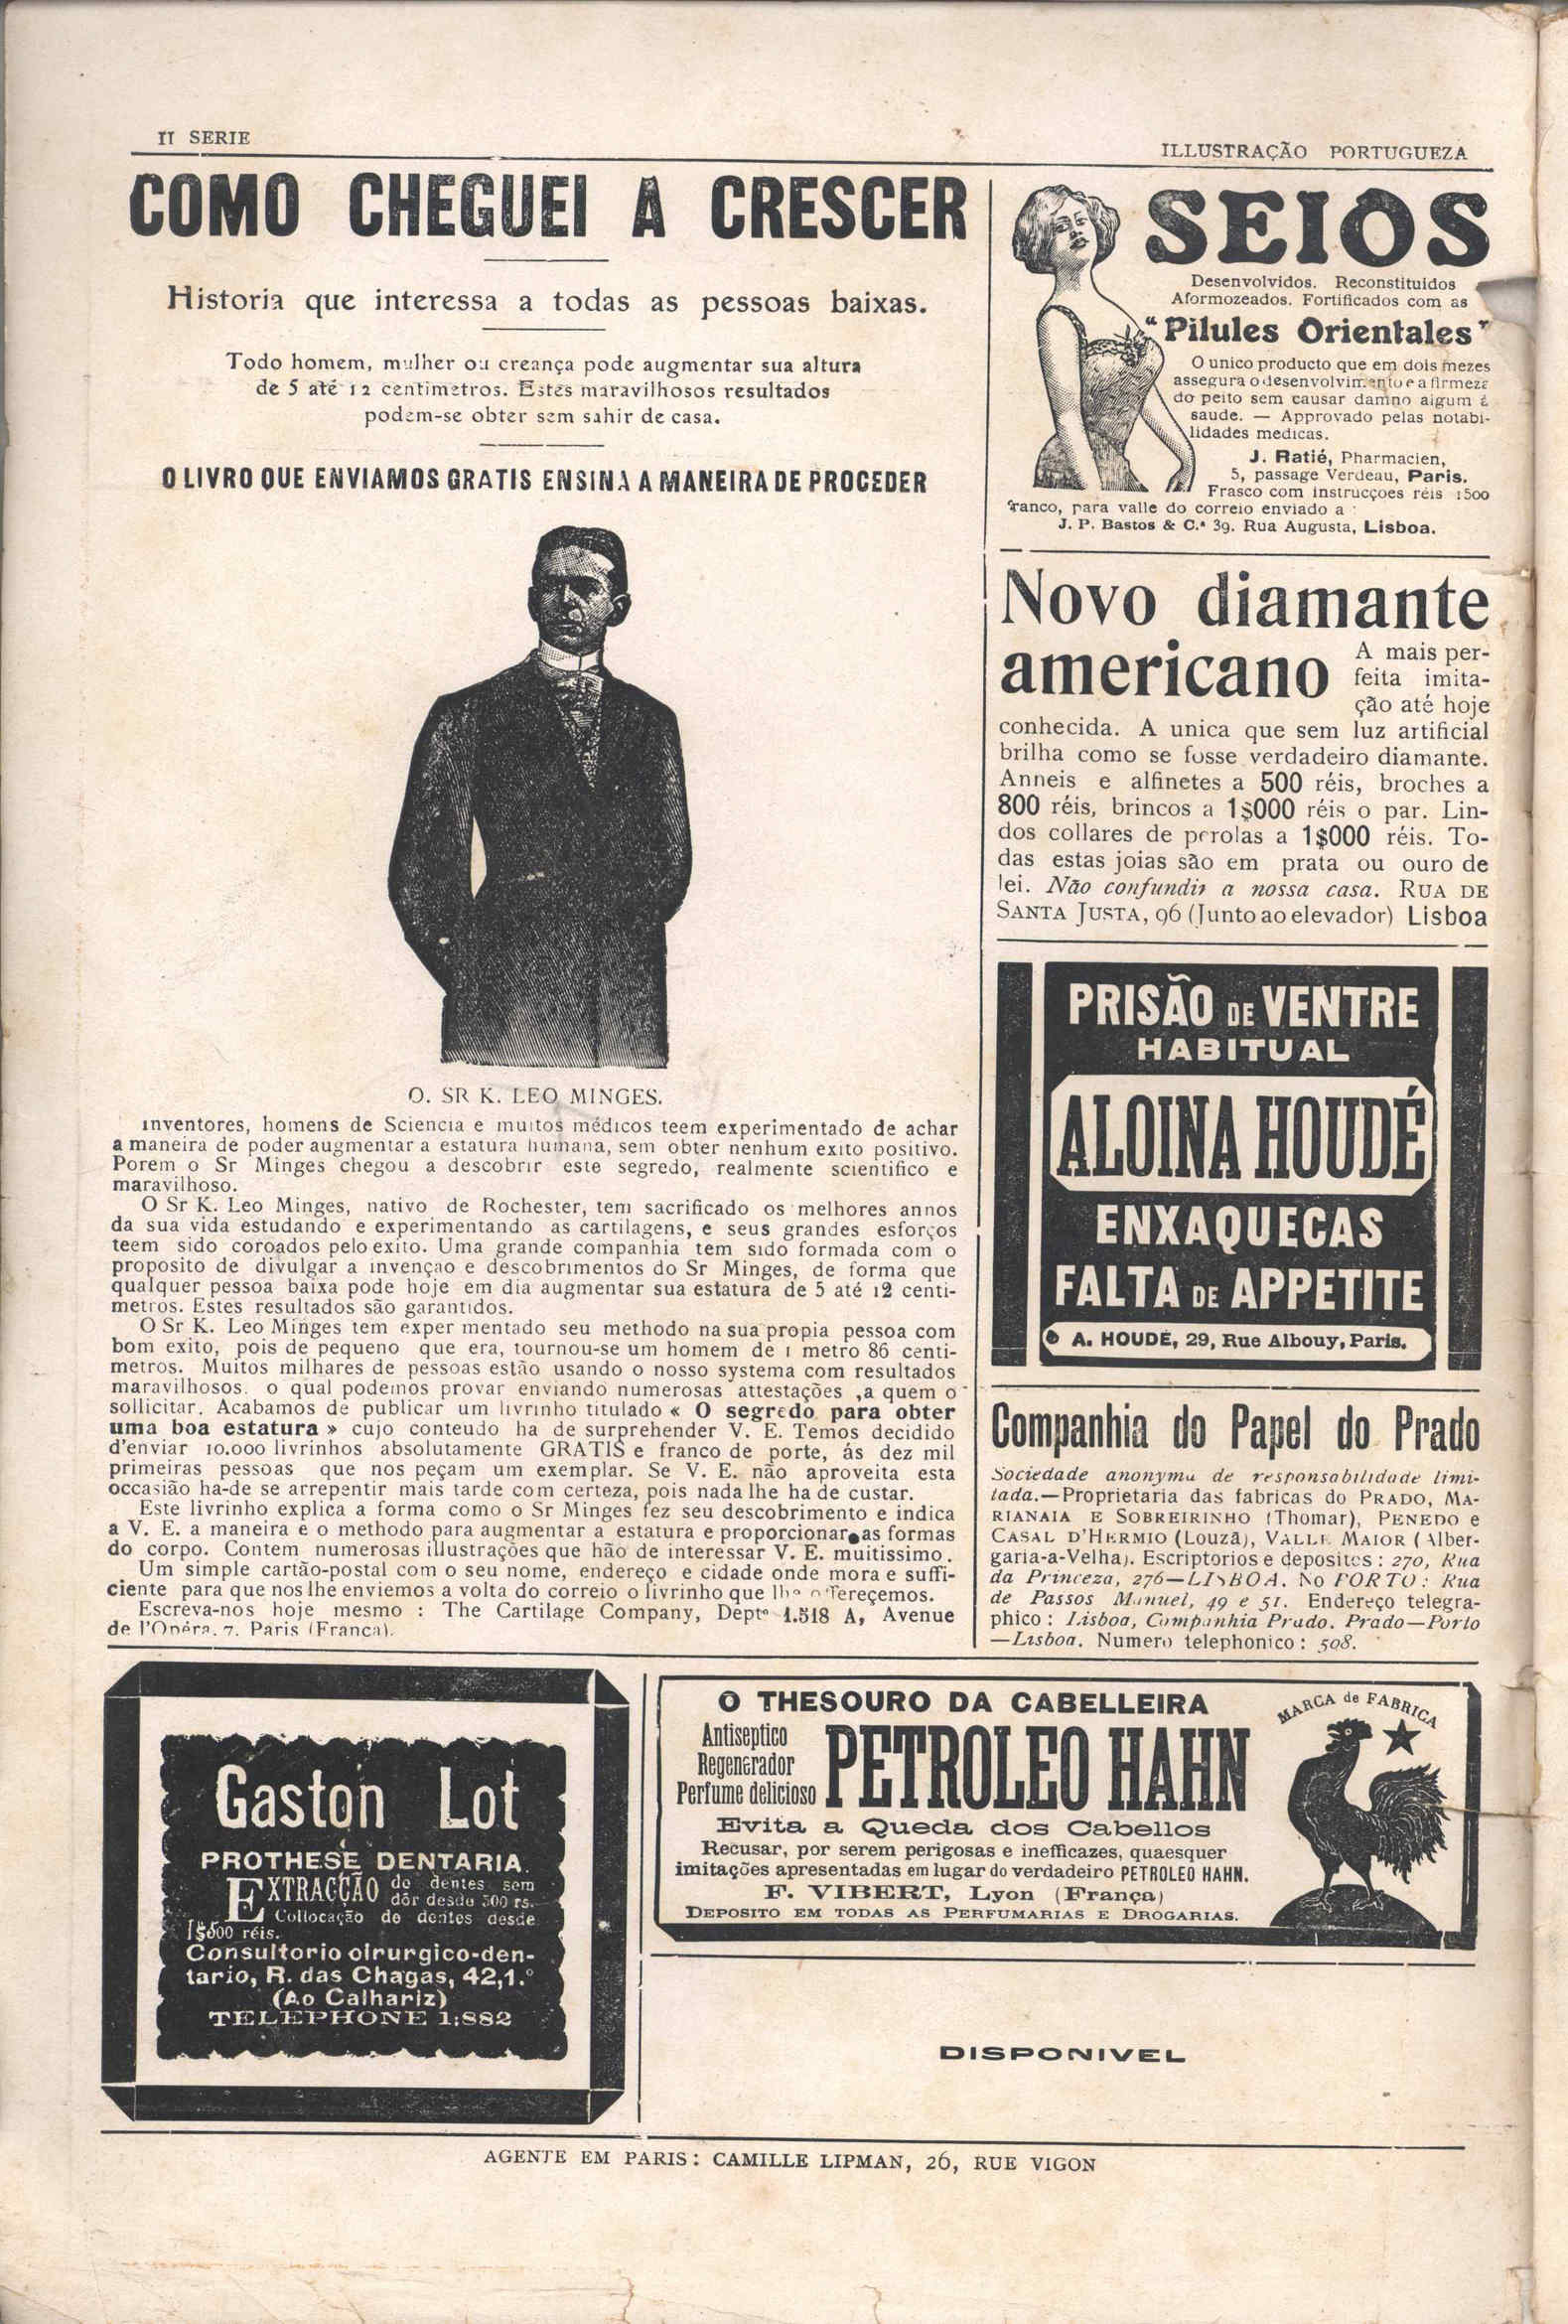 II SERIE
ILLUSTRAÇÃO PORTUGUEZA
COMO CHEGUEI A CRESCER
Historia que interessa a todas as pessoas baixas.
Todo homem, mulher ou creança pode augmentar sua altura
de 5 até 12 centimetros. Estes maravilhosos resultados
podem-se obter sem sahir de casa.
O LIVRO QUE ENVIAMOS GRATIS ENSINA A MANEIRA DE PROCEDER
O. SR K. LEO MINGES.
Inventores, homens de Sciencia e muitos médicos teem experimentado de achar
a maneira de poder augmentar a estatura humana, sem obter nenhum exito positivo.
Porem o Sr Minges chegou a descobrir este segredo, realmente scientifico e
maravilhoso.
O Sr K. Leo Minges, nativo de Rochester, tem sacrificado os melhores annos
da sua vida estudando e experimentando as cartilagens, e seus grandes esforços
teem sido coroados pelo exito. Uma grande companhia tem sido formada com o
proposito de divulgar a invençao e descobrimentos do Sr Minges, de forma que
qualquer pessoa baixa pode hoje em dia augmentar sua estatura de 5 até 12 centi-
metros. Estes resultados são garantidos.
O Sr K. Leo Minges tem exper mentado seu methodo na sua propia pessoa com
bom exito, pois de pequeno que era, tournou-se um homem de 1 metro 86 centi-
metros. Muitos milhares de pessoas estão usando o nosso systema com resultados
maravilhosos. o qual podemos provar enviando numerosas attestações ,a quem o
sollicitar. Acabamos de publicar um livrinho titulado « O segredo para obter
uma boa estatura » cujo conteudo ha de surprehender V. E. Temos decidido
d'enviar 10.000 livrinhos absolutamente GRATIS e franco de porte, ás dez mil
primeiras pessoas que nos peçam um exemplar. Se V. E. não aproveita esta
occasião ha-de se arrepentir mais tarde com certeza, pois nada lhe ha de custar.
Este livrinho explica a forma como o Sr Minges fez seu descobrimento e indica
a V. E. a maneira e o methodo para augmentar a estatura e proporcionar as formas
do corpo. Contem numerosas illustrações que hão de interessar V. E. muitissimo.
Um simple cartão-postal com o seu nome, endereço e cidade onde mora e suffi-
ciente para que nos lhe enviemos a volta do correio o livrinho que lhe offereçemos.
Escreva-nos hoje mesmo : The Cartilage Company, Deptº 1.518 A, Avenue
de l'Opéra, 7, Paris (França).
SEIOS
Desenvolvidos. Reconstituidos
Aformozeados. Fortificados com as
"Pilules Orientales"
O unico producto que em dois mezes
assegura o desenvolvimento e a firmeza
do peito sem causar damno algum á
saude. — Approvado pelas notabi-
lidades medicas.
J. Ratié, Pharmacien,
5, passage Verdeau, Paris.
Frasco com instrucçoes réis 1500
franco, para valle do correio enviado a :
J. P. Bastos & C.ª 39. Rua Augusta, Lisboa.
Novo diamante
americano A mais per-
feita imita-
ção até hoje
conhecida. A unica que sem luz artificial
brilha como se fosse verdadeiro diamante.
Anneis e alfinetes a 500 réis, broches a
800 réis, brincos a 1$000 réis o par. Lin-
dos collares de perolas a 1$000 réis. To-
das estas joias são em prata ou ouro de
lei. Não confundir a nossa casa. RUA DE
SANTA JUSTA, 96 (Junto ao elevador) Lisboa
PRISÃO DE VENTRE
HABITUAL
ALOINA HOUDÉ
ENXAQUECAS
FALTA DE APPETITE
A. HOUDÉ, 29, Rue Albouy, Paris.
Companhia do Papel do Prado
Sociedade anonyma de responsabilidade limi-
tada.—Proprietaria das fabricas do PRADO, MA-
RIANAIA E SOBREIRINHO (Thomar), PENEDO e
CASAL D'HERMIO (Louzã), VALLE MAIOR (Alber-
garia-a-Velha). Escriptorios e depositos : 270, Rua
da Princeza, 276—LISBOA. No PORTO : Rua
de Passos Manuel, 49 e 51. Endereço telegra-
phico : Lisboa, Companhia Prado. Prado—Porto
—Lisboa. Numero telephonico : 508.
Gaston Lot
PROTHESE DENTARIA.
EXTRACÇÃO de dentes sem
dôr desde 500 rs.
Collocação de dentes desde
1$500 réis.
Consultorio cirurgico-den-
tario, R. das Chagas, 42,1.º
(Ao Calhariz)
TELEPHONE 1:882
O THESOURO DA CABELLEIRA
Antiseptico
Regenerador
Perfume delicioso
PETROLEO HAHN
Evita a Queda dos Cabellos
Recusar, por serem perigosas e inefficazes, quaesquer
imitações apresentadas em lugar do verdadeiro PETROLEO HAHN.
F. VIBERT, Lyon (França)
DEPOSITO EM TODAS AS PERFUMARIAS E DROGARIAS.
MARCA de FABRICA
DISPONIVEL
AGENTE EM PARIS: CAMILLE LIPMAN, 26, RUE VIGON